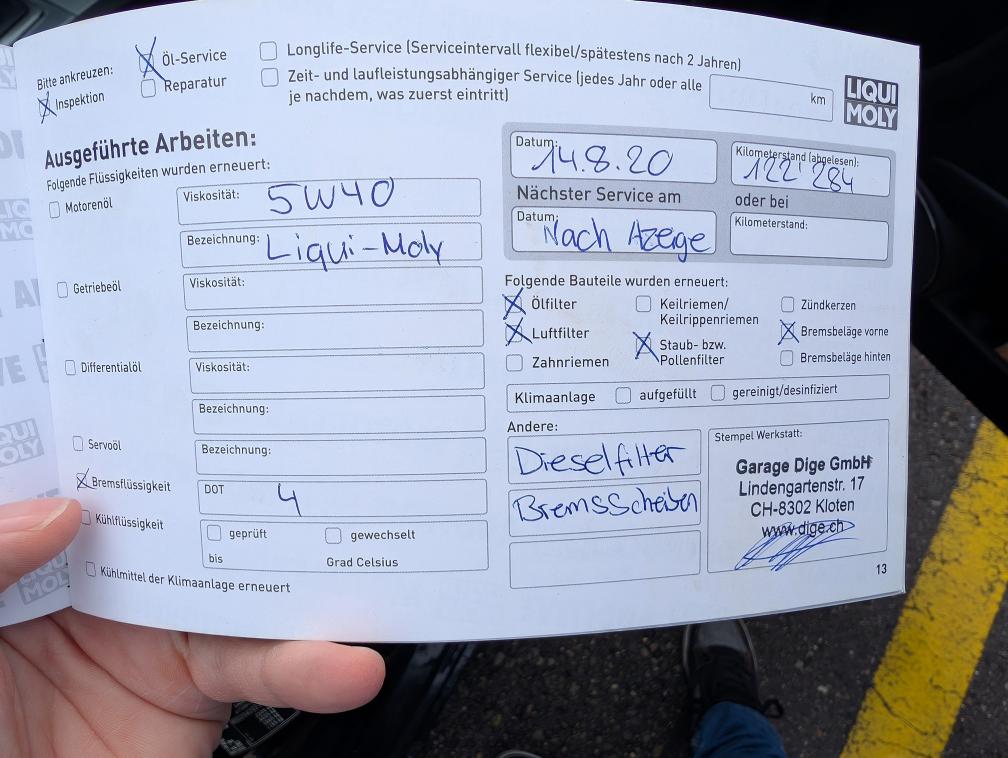 Bitte ankreuzen:
Öl-Service
Inspektion
Reparatur
Longlife-Service (Serviceintervall flexibel/spätestens nach 2 Jahren)
Zeit- und laufleistungsabhängiger Service (jedes Jahr oder alle
je nachdem, was zuerst eintritt)
km
LIQUI
MOLY
Ausgeführte Arbeiten:
Folgende Flüssigkeiten wurden erneuert:
Motorenöl
Viskosität: 5W40
Bezeichnung: Liqui-Moly
Getriebeöl
Viskosität:
Bezeichnung:
Differentialöl
Viskosität:
Bezeichnung:
Servoöl
Bezeichnung:
Bremsflüssigkeit
DOT 4
Kühlflüssigkeit
geprüft
gewechselt
bis
Grad Celsius
Kühlmittel der Klimaanlage erneuert
Datum: 14.8.20
Kilometerstand (abgelesen): 122'284
Nächster Service am
oder bei
Datum: Nach Azeige
Kilometerstand:
Folgende Bauteile wurden erneuert:
Ölfilter
Keilriemen/
Keilrippenriemen
Zündkerzen
Luftfilter
Staub- bzw.
Pollenfilter
Bremsbeläge vorne
Zahnriemen
Bremsbeläge hinten
Klimaanlage
aufgefüllt
gereinigt/desinfiziert
Andere:
Dieselfilter
Bremsscheiben
Stempel Werkstatt:
Garage Dige GmbH
Lindengartenstr. 17
CH-8302 Kloten
www.dige.ch
13